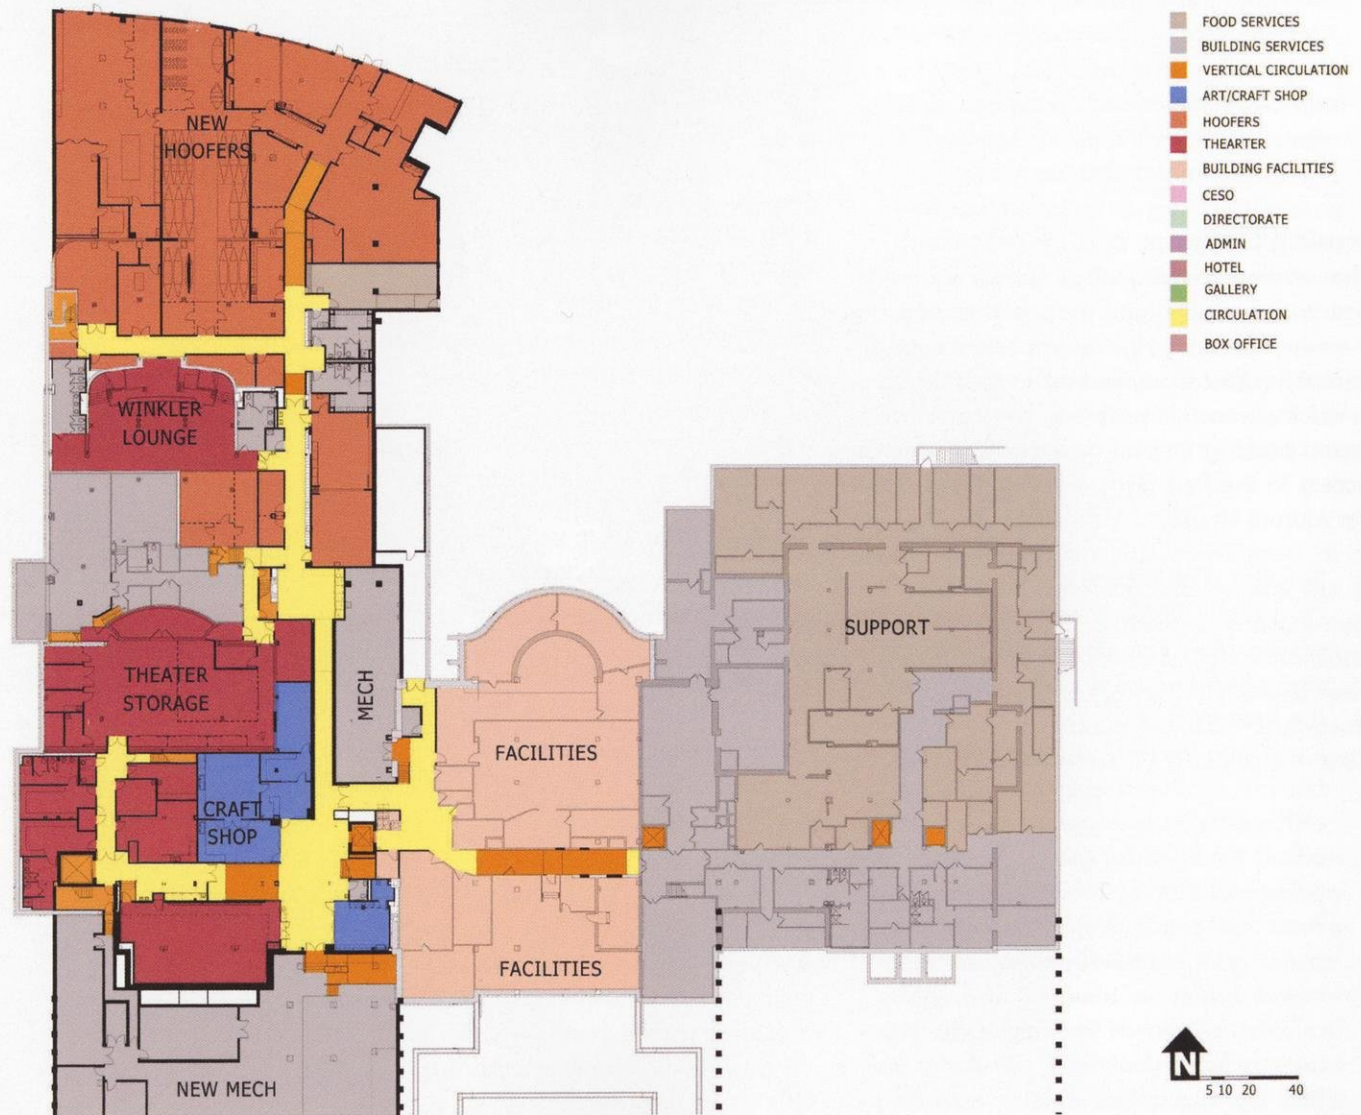 FOOD SERVICES
BUILDING SERVICES
VERTICAL CIRCULATION
ART/CRAFT SHOP
HOOFERS
THEARTER
BUILDING FACILITIES
CESO
DIRECTORATE
ADMIN
HOTEL
GALLERY
CIRCULATION
BOX OFFICE
NEW
HOOFERS
WINKLER
LOUNGE
SUPPORT
THEATER
STORAGE
MECH
FACILITIES
CRAFT
SHOP
FACILITIES
NEW MECH
N
5 10 20 40